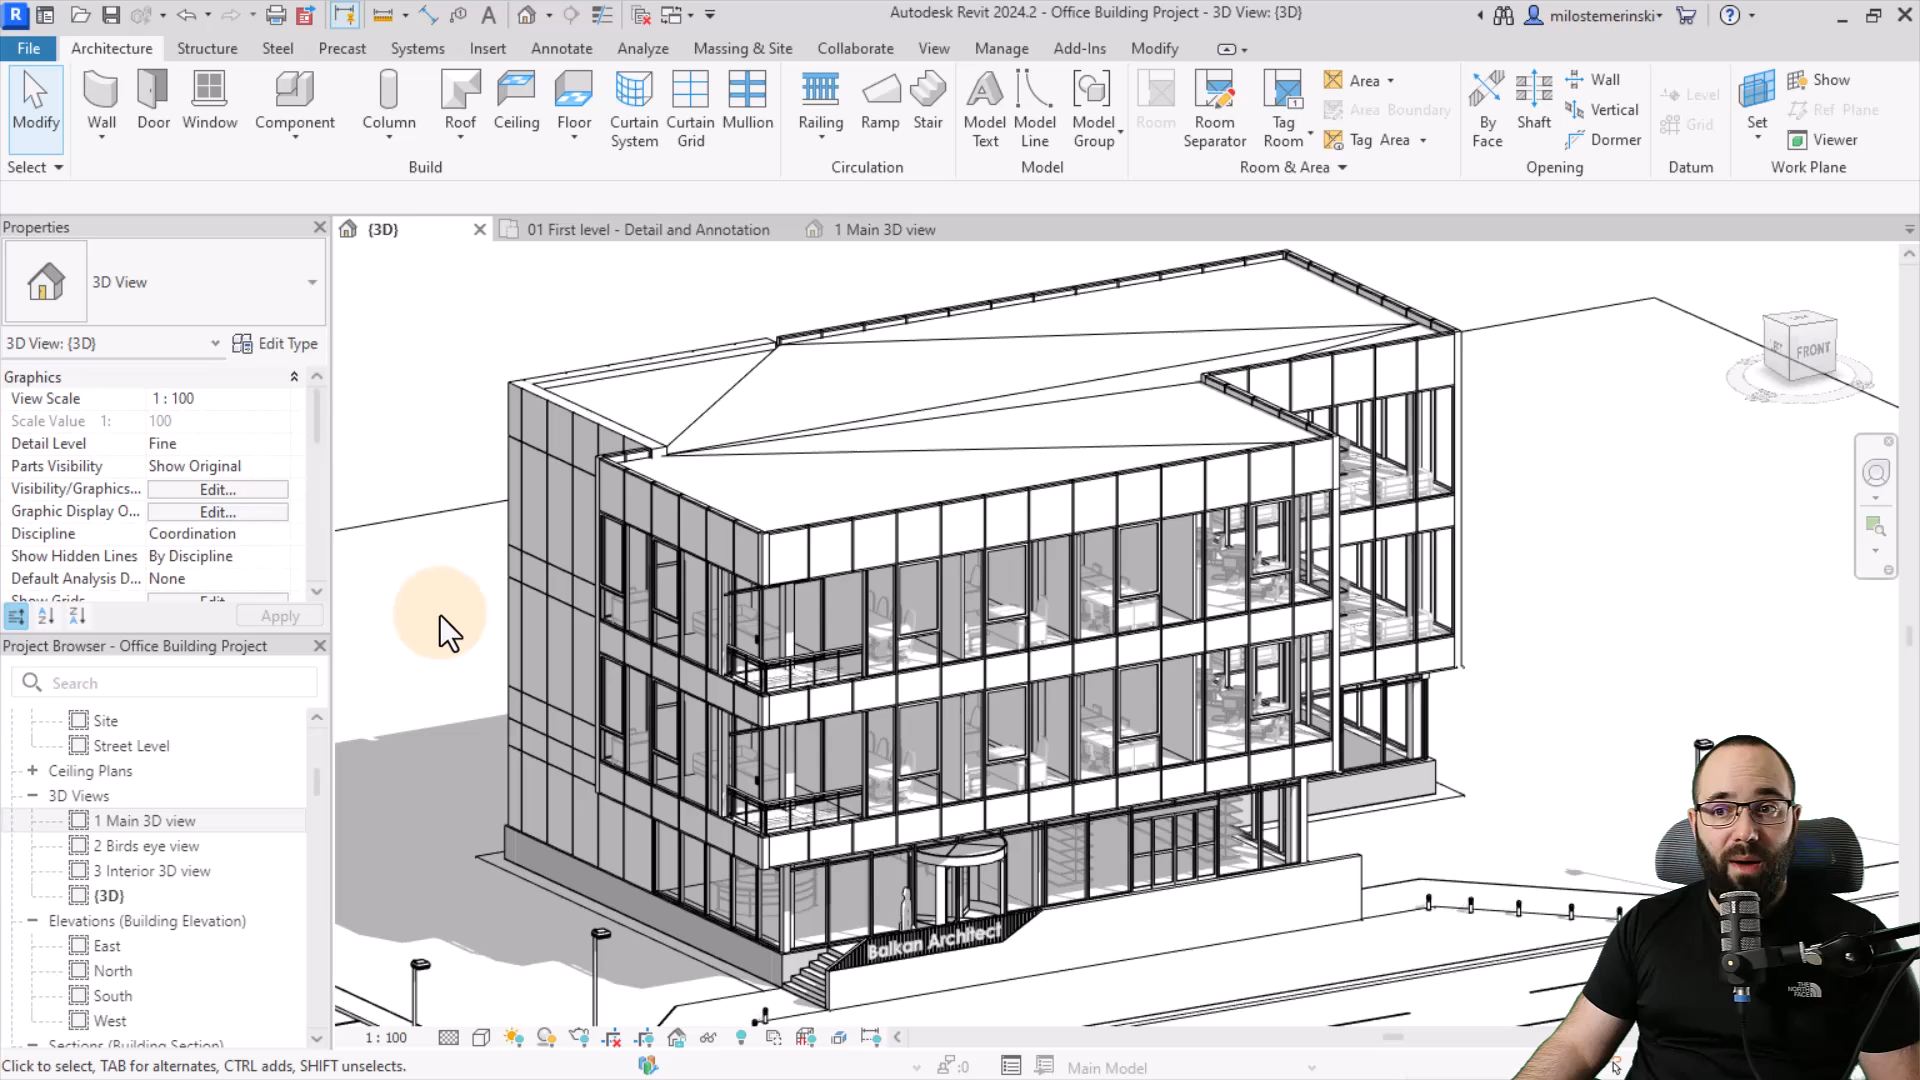 Autodesk Revit 2024.2 - Office Building Project - 3D View: {3D}
milostemerinski
File Architecture Structure Steel Precast Systems Insert Annotate Analyze Massing & Site Collaborate View Manage Add-Ins Modify
Modify Wall Door Window Component Column Roof Ceiling Floor Curtain System Curtain Grid Mullion Railing Ramp Stair Model Text Model Line Model Group Room Room Separator Tag Room
Area
Area Boundary
Tag Area
By Face Shaft
Wall
Vertical
Dormer
Level
Grid
Set
Show
Ref Plane
Viewer
Select Build Circulation Model Room & Area Opening Datum Work Plane
Properties
{3D} 01 First level - Detail and Annotation 1 Main 3D view
3D View
3D View: {3D} Edit Type
Graphics
View Scale 1 : 100
Scale Value 1: 100
Detail Level Fine
Parts Visibility Show Original
Visibility/Graphics... Edit...
Graphic Display O... Edit...
Discipline Coordination
Show Hidden Lines By Discipline
Default Analysis D... None
Show Grids Edit...
Apply
Project Browser - Office Building Project
Search
Site
Street Level
Ceiling Plans
3D Views
1 Main 3D view
2 Birds eye view
3 Interior 3D view
{3D}
Elevations (Building Elevation)
East
North
South
West
Sections (Building Section)
FRONT
Balkan Architect
THE NORTH FACE
1 : 100
Click to select, TAB for alternates, CTRL adds, SHIFT unselects.
:0
Main Model